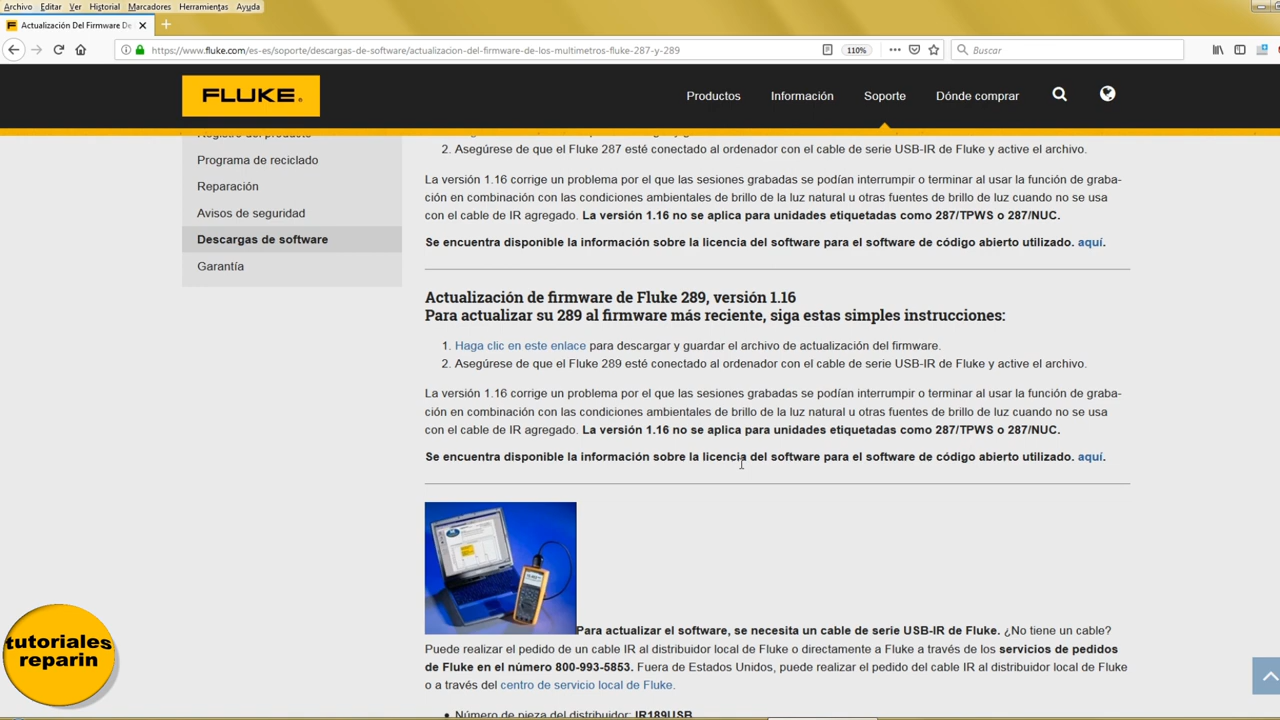 Archivo Editar Ver Historial Marcadores Herramientas Ayuda
Actualización Del Firmware De
https://www.fluke.com/es-es/soporte/descargas-de-software/actualizacion-del-firmware-de-los-multimetros-fluke-287-y-289
110%
Buscar
FLUKE
Productos Información Soporte Dónde comprar
Registro del producto
Programa de reciclado
Reparación
Avisos de seguridad
Descargas de software
Garantía
2. Asegúrese de que el Fluke 287 esté conectado al ordenador con el cable de serie USB-IR de Fluke y active el archivo.
La versión 1.16 corrige un problema por el que las sesiones grabadas se podían interrumpir o terminar al usar la función de graba-
ción en combinación con las condiciones ambientales de brillo de la luz natural u otras fuentes de brillo de luz cuando no se usa
con el cable de IR agregado. La versión 1.16 no se aplica para unidades etiquetadas como 287/TPWS o 287/NUC.
Se encuentra disponible la información sobre la licencia del software para el software de código abierto utilizado. aquí.
Actualización de firmware de Fluke 289, versión 1.16
Para actualizar su 289 al firmware más reciente, siga estas simples instrucciones:
1. Haga clic en este enlace para descargar y guardar el archivo de actualización del firmware.
2. Asegúrese de que el Fluke 289 esté conectado al ordenador con el cable de serie USB-IR de Fluke y active el archivo.
La versión 1.16 corrige un problema por el que las sesiones grabadas se podían interrumpir o terminar al usar la función de graba-
ción en combinación con las condiciones ambientales de brillo de la luz natural u otras fuentes de brillo de luz cuando no se usa
con el cable de IR agregado. La versión 1.16 no se aplica para unidades etiquetadas como 287/TPWS o 287/NUC.
Se encuentra disponible la información sobre la licencia del software para el software de código abierto utilizado. aquí.
Para actualizar el software, se necesita un cable de serie USB-IR de Fluke. ¿No tiene un cable?
Puede realizar el pedido de un cable IR al distribuidor local de Fluke o directamente a Fluke a través de los servicios de pedidos
de Fluke en el número 800-993-5853. Fuera de Estados Unidos, puede realizar el pedido del cable IR al distribuidor local de Fluke
o a través del centro de servicio local de Fluke.
• Número de pieza del distribuidor: IR189USB
tutoriales
reparin